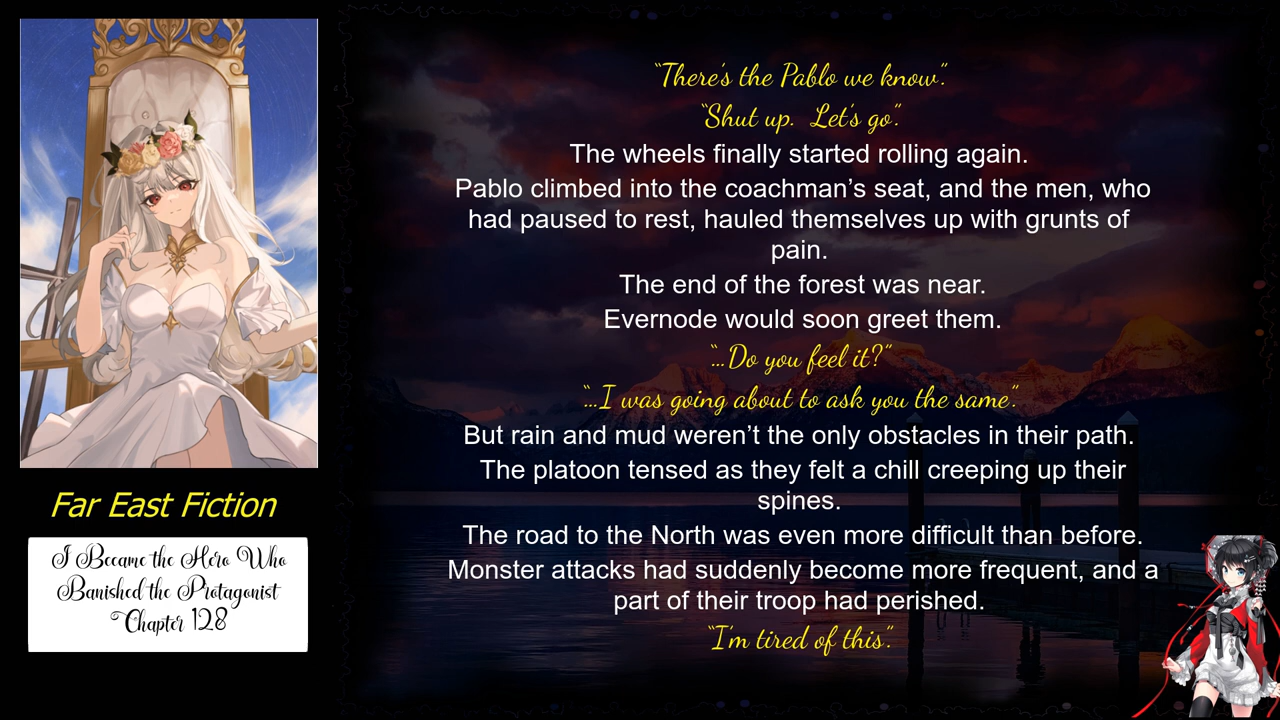 “There’s the Pablo we know”.
“Shut up.  Let’s go”.
The wheels finally started rolling again.
Pablo climbed into the coachman’s seat, and the men, who
had paused to rest, hauled themselves up with grunts of
pain.
The end of the forest was near.
Evernode would soon greet them.
“…Do you feel it?”
“…I was going about to ask you the same”.
But rain and mud weren’t the only obstacles in their path.
The platoon tensed as they felt a chill creeping up their
spines.
The road to the North was even more difficult than before.
Monster attacks had suddenly become more frequent, and a
part of their troop had perished.
“I’m tired of this”.
Far East Fiction
I Became the Hero Who
Banished the Protagonist
Chapter 128